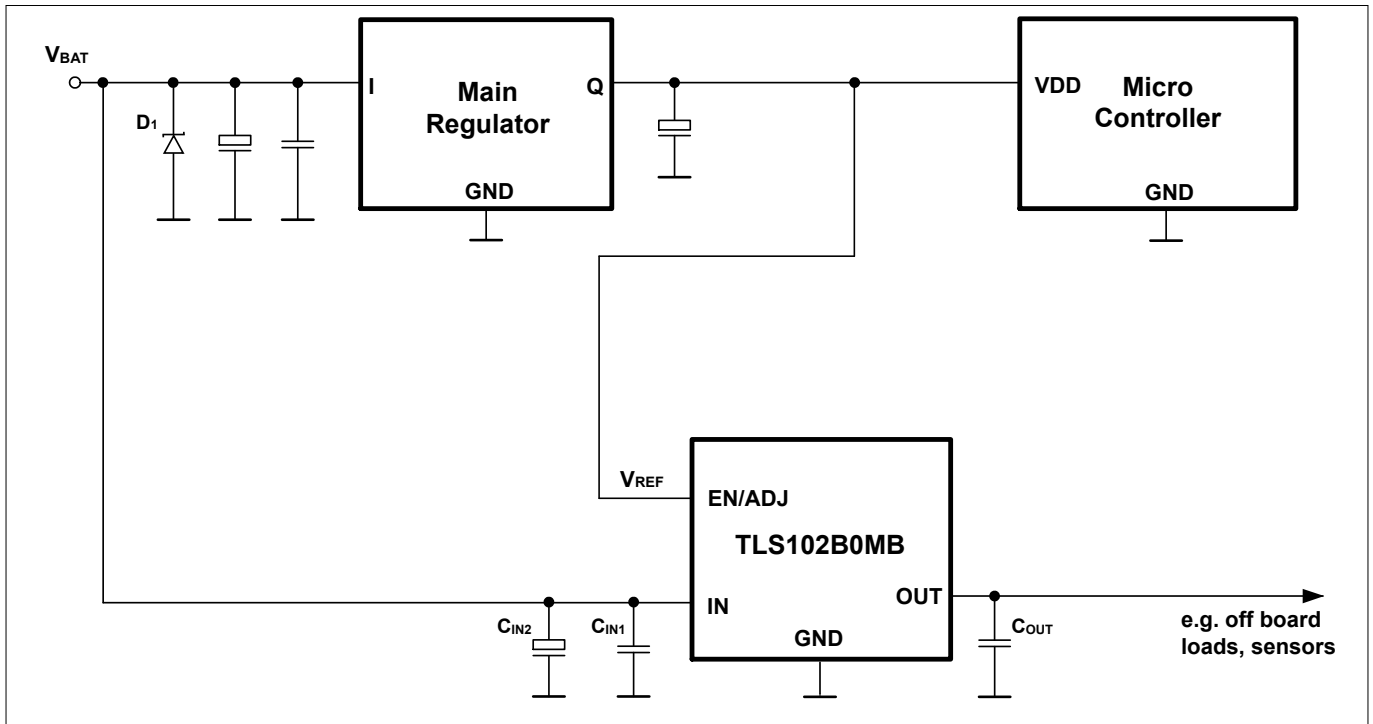 VBAT
D1
I
Main
Regulator
Q
GND
VDD
Micro
Controller
GND
VREF
EN/ADJ
TLS102B0MB
IN
OUT
GND
CIN2
CIN1
COUT
e.g. off board
loads, sensors